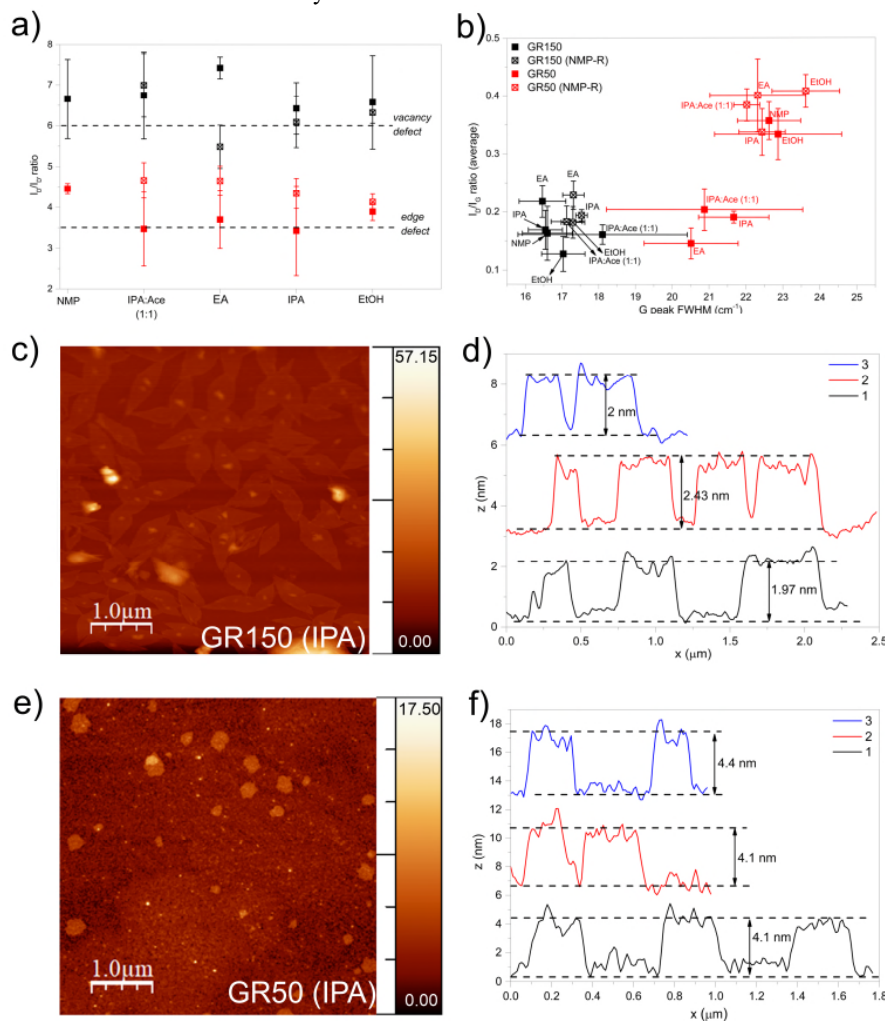 a)
8
7
6
5
4
3
2
I_D/I_D' ratio
vacancy
defect
edge
defect
NMP
IPA:Ace
(1:1)
EA
IPA
EtOH
b)
0.5
0.4
0.3
0.2
0.1
I_D/I_G ratio (average)
GR150
GR150 (NMP-R)
GR50
GR50 (NMP-R)
EA
EtOH
IPA:Ace (1:1)
NMP
IPA
EtOH
EA
EA
IPA
IPA
NMP
IPA:Ace (1:1)
EtOH
IPA:Ace (1:1)
EtOH
IPA:Ace (1:1)
IPA
EA
16 17 18 19 20 21 22 23 24 25
G peak FWHM (cm⁻¹)
c)
57.15
0.00
1.0µm
GR150 (IPA)
d)
3
2
1
8
6
4
2
0
z (nm)
2 nm
2.43 nm
1.97 nm
0.0 0.5 1.0 1.5 2.0 2.5
x (µm)
e)
17.50
0.00
1.0µm
GR50 (IPA)
f)
3
2
1
18
16
14
12
10
8
6
4
2
0
z (nm)
4.4 nm
4.1 nm
4.1 nm
0.0 0.2 0.4 0.6 0.8 1.0 1.2 1.4 1.6 1.8
x (µm)